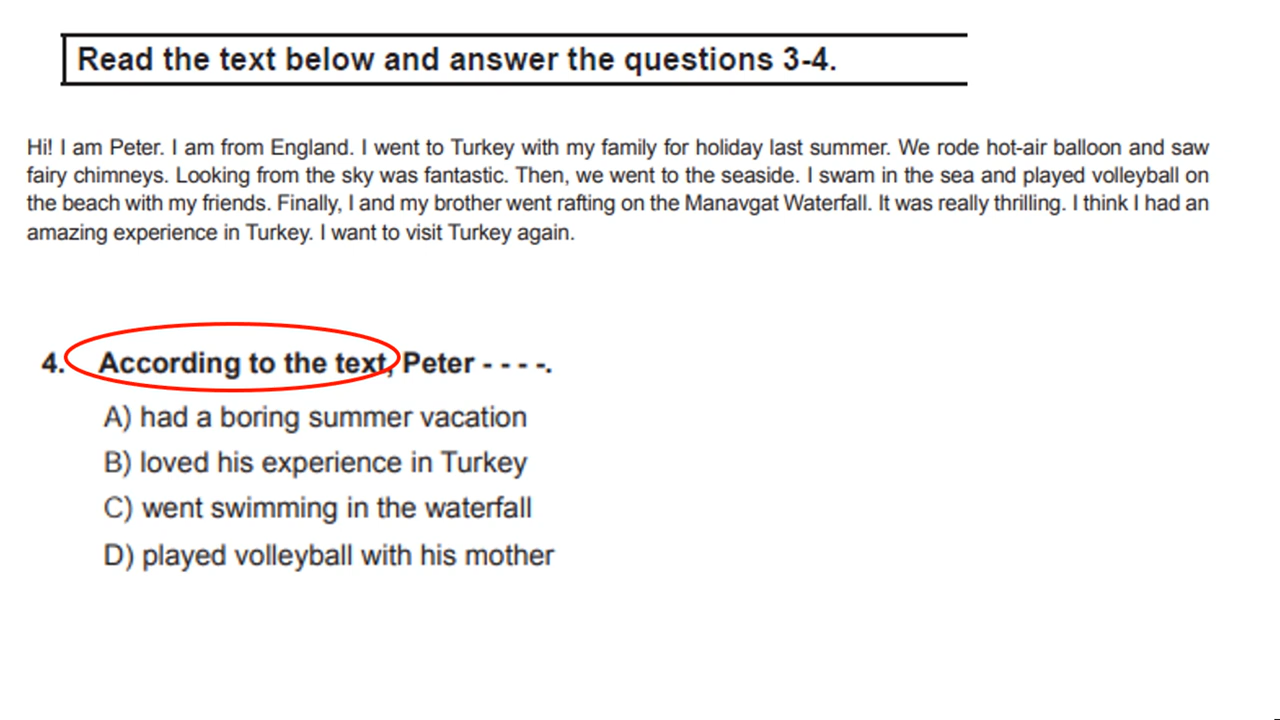 Read the text below and answer the questions 3-4.
Hi! I am Peter. I am from England. I went to Turkey with my family for holiday last summer. We rode hot-air balloon and saw
fairy chimneys. Looking from the sky was fantastic. Then, we went to the seaside. I swam in the sea and played volleyball on
the beach with my friends. Finally, I and my brother went rafting on the Manavgat Waterfall. It was really thrilling. I think I had an
amazing experience in Turkey. I want to visit Turkey again.
4. According to the text, Peter - - - -.
A) had a boring summer vacation
B) loved his experience in Turkey
C) went swimming in the waterfall
D) played volleyball with his mother